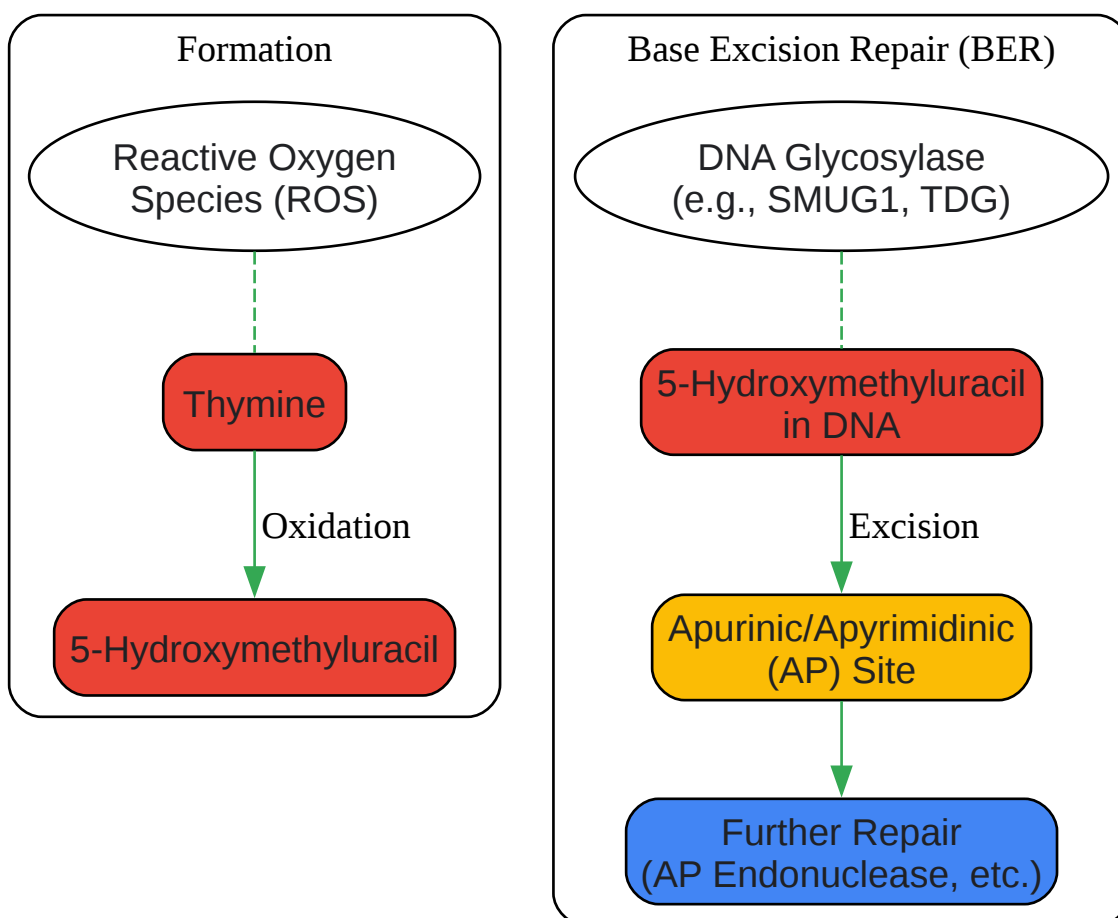 Formation
Reactive Oxygen
Species (ROS)
Thymine
Oxidation
5-Hydroxymethyluracil
Base Excision Repair (BER)
DNA Glycosylase
(e.g., SMUG1, TDG)
5-Hydroxymethyluracil
in DNA
Excision
Apurinic/Apyrimidinic
(AP) Site
Further Repair
(AP Endonuclease, etc.)